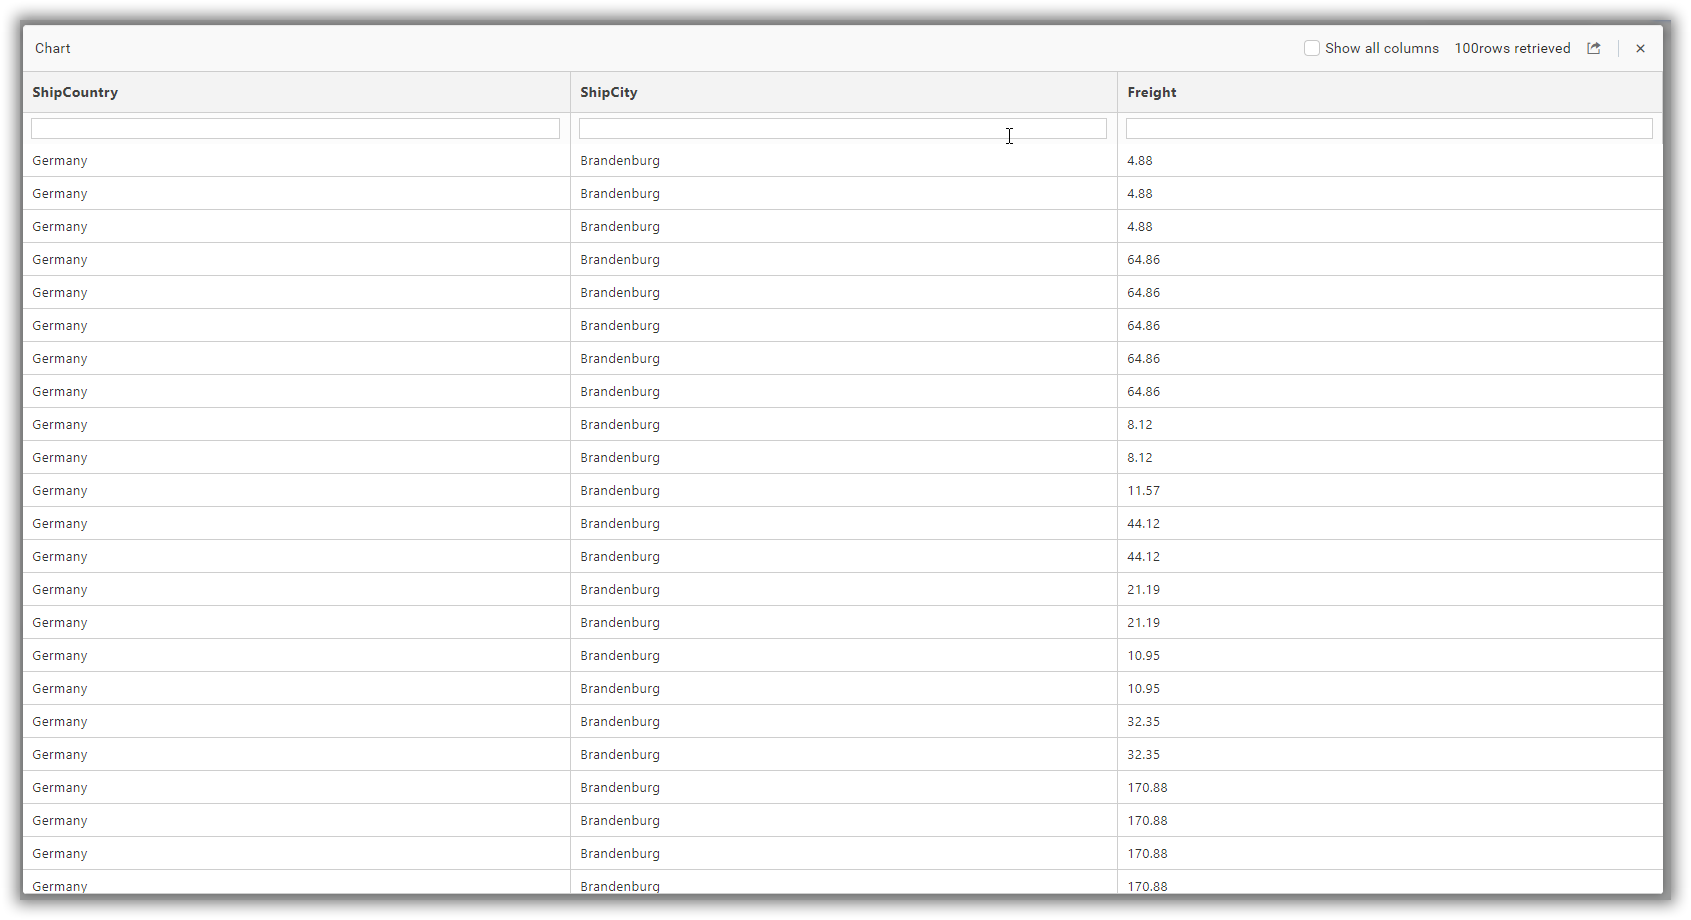 Chart Show all columns 100rows retrieved
ShipCountry ShipCity Freight
Germany Brandenburg 4.88
Germany Brandenburg 4.88
Germany Brandenburg 4.88
Germany Brandenburg 64.86
Germany Brandenburg 64.86
Germany Brandenburg 64.86
Germany Brandenburg 64.86
Germany Brandenburg 64.86
Germany Brandenburg 8.12
Germany Brandenburg 8.12
Germany Brandenburg 11.57
Germany Brandenburg 44.12
Germany Brandenburg 44.12
Germany Brandenburg 21.19
Germany Brandenburg 21.19
Germany Brandenburg 10.95
Germany Brandenburg 10.95
Germany Brandenburg 32.35
Germany Brandenburg 32.35
Germany Brandenburg 170.88
Germany Brandenburg 170.88
Germany Brandenburg 170.88
Germany Brandenburg 170.88